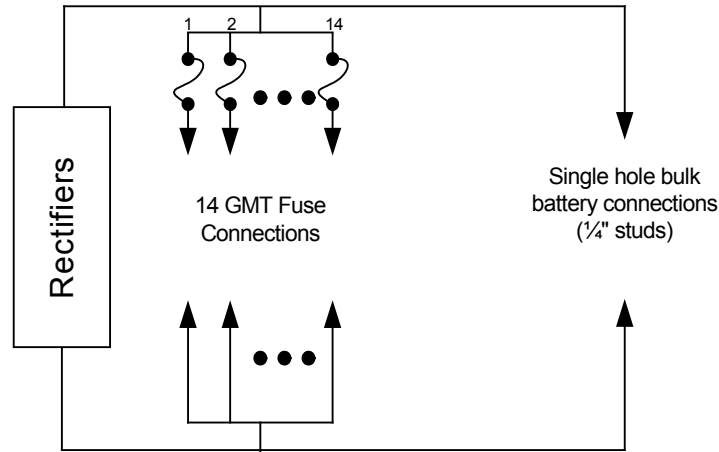 1 2 14
Rectifiers
14 GMT Fuse
Connections
Single hole bulk
battery connections
(¼" studs)